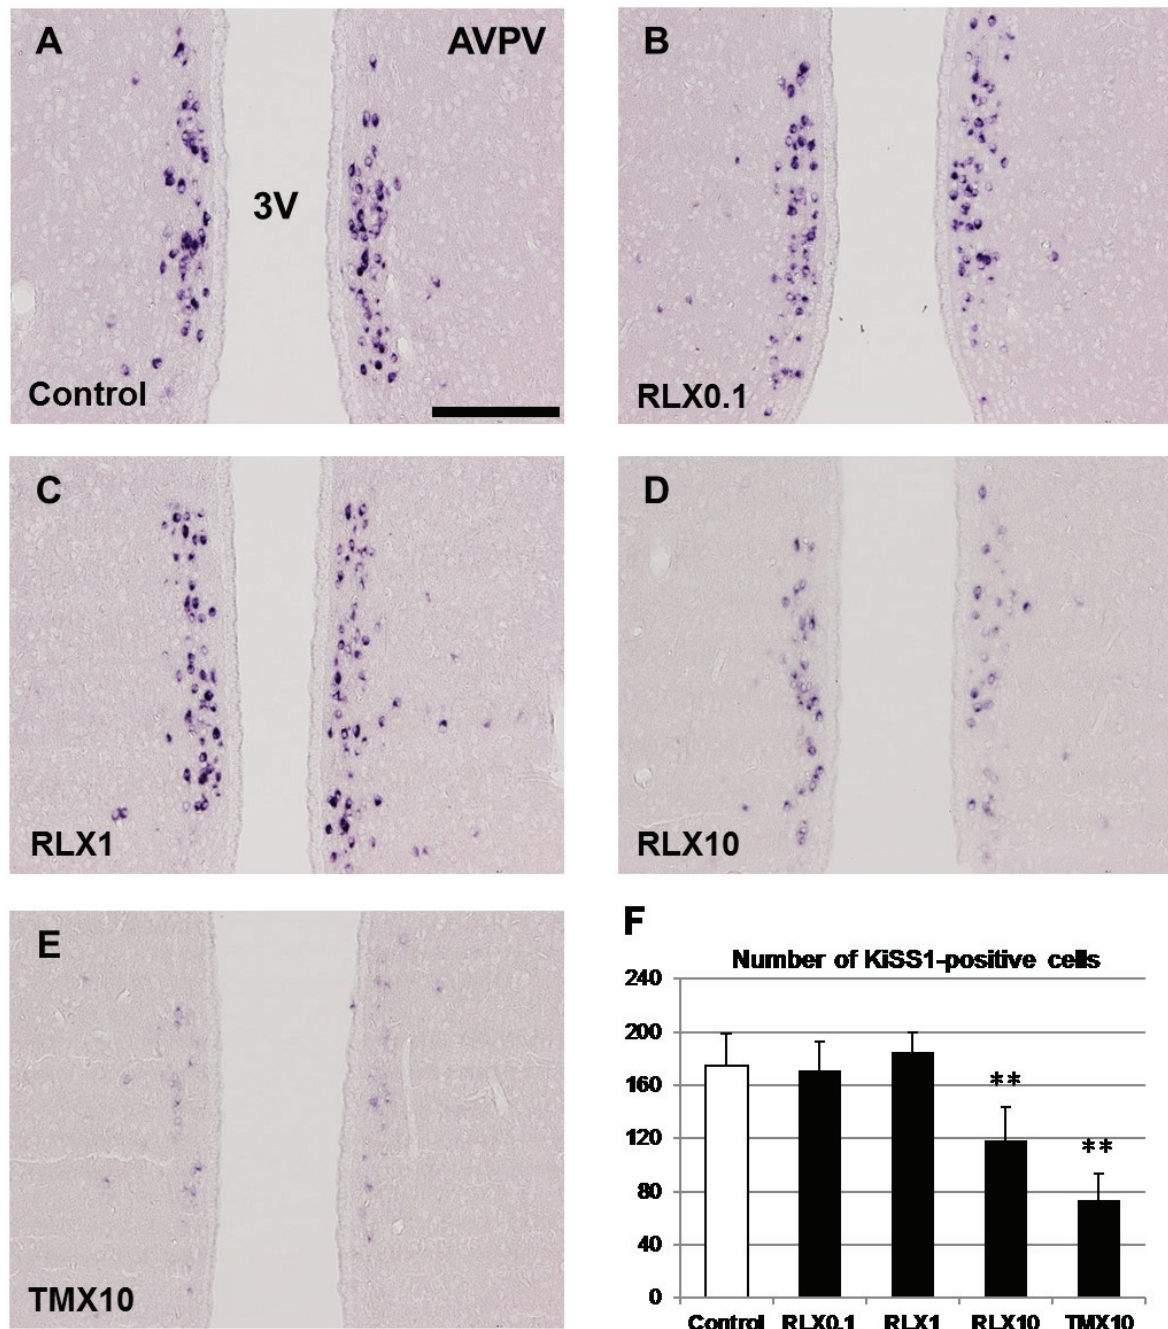 A
AVPV
3V
Control
B
RLX0.1
C
RLX1
D
RLX10
E
TMX10
F
Number of KiSS1-positive cells
240
200
160
120
80
40
0
**
**
Control RLX0.1 RLX1 RLX10 TMX10